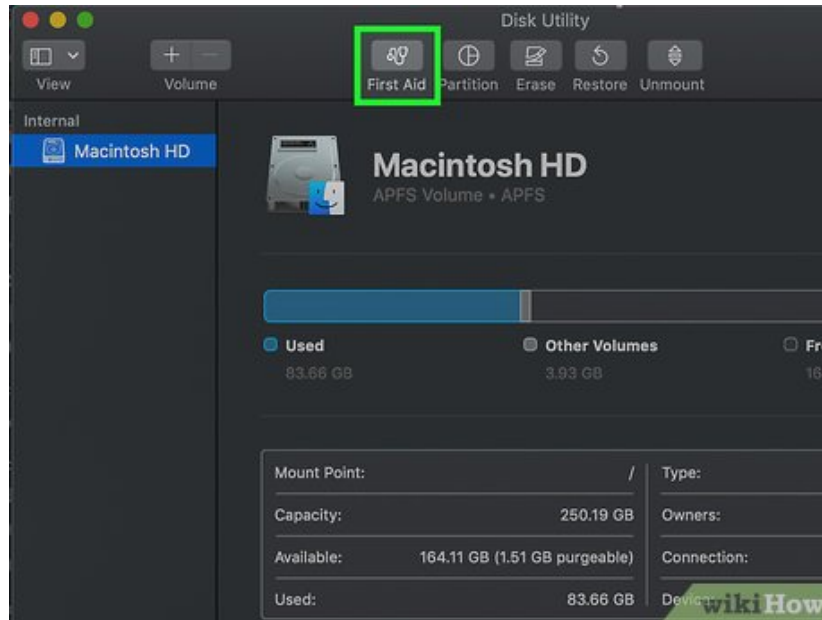 Disk Utility
View Volume First Aid Partition Erase Restore Unmount
Internal
Macintosh HD
Macintosh HD
APFS Volume • APFS
Used Other Volumes
83.66 GB 3.93 GB 16
Mount Point: / Type:
Capacity: 250.19 GB Owners:
Available: 164.11 GB (1.51 GB purgeable) Connection:
Used: 83.66 GB
wikiHow